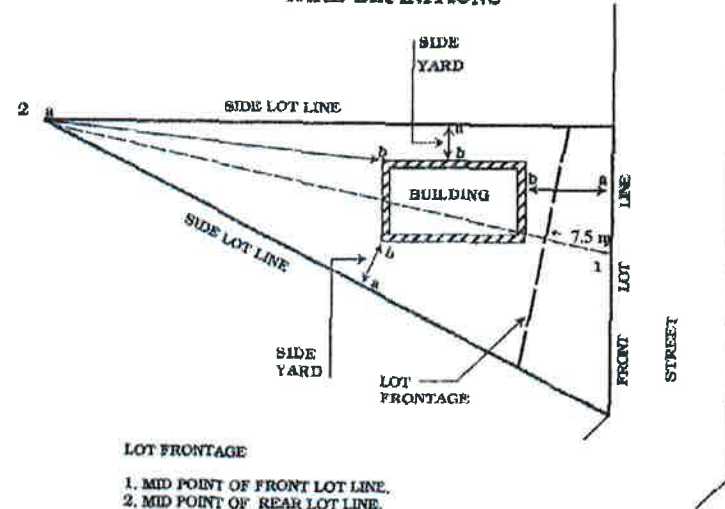 SIDE
YARD
2 a
SIDE LOT LINE
a
b
b
BUILDING
b a
7.5 m
1
SIDE LOT LINE
b
a
SIDE
YARD
LOT
FRONTAGE
FRONT LOT LINE
STREET
LOT FRONTAGE
1. MID POINT OF FRONT LOT LINE.
2. MID POINT OF REAR LOT LINE.